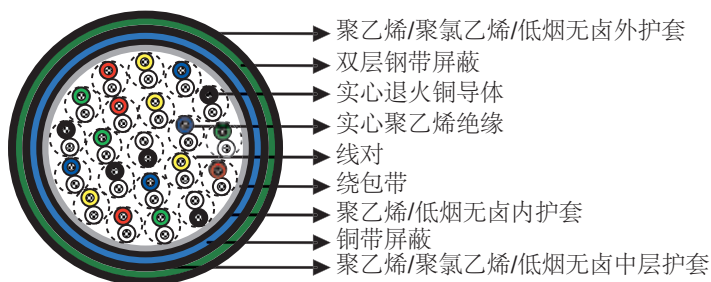 聚乙烯/聚氯乙烯/低烟无卤外护套
双层钢带屏蔽
实心退火铜导体
实心聚乙烯绝缘
线对
绕包带
聚乙烯/低烟无卤内护套
铜带屏蔽
聚乙烯/聚氯乙烯/低烟无卤中层护套